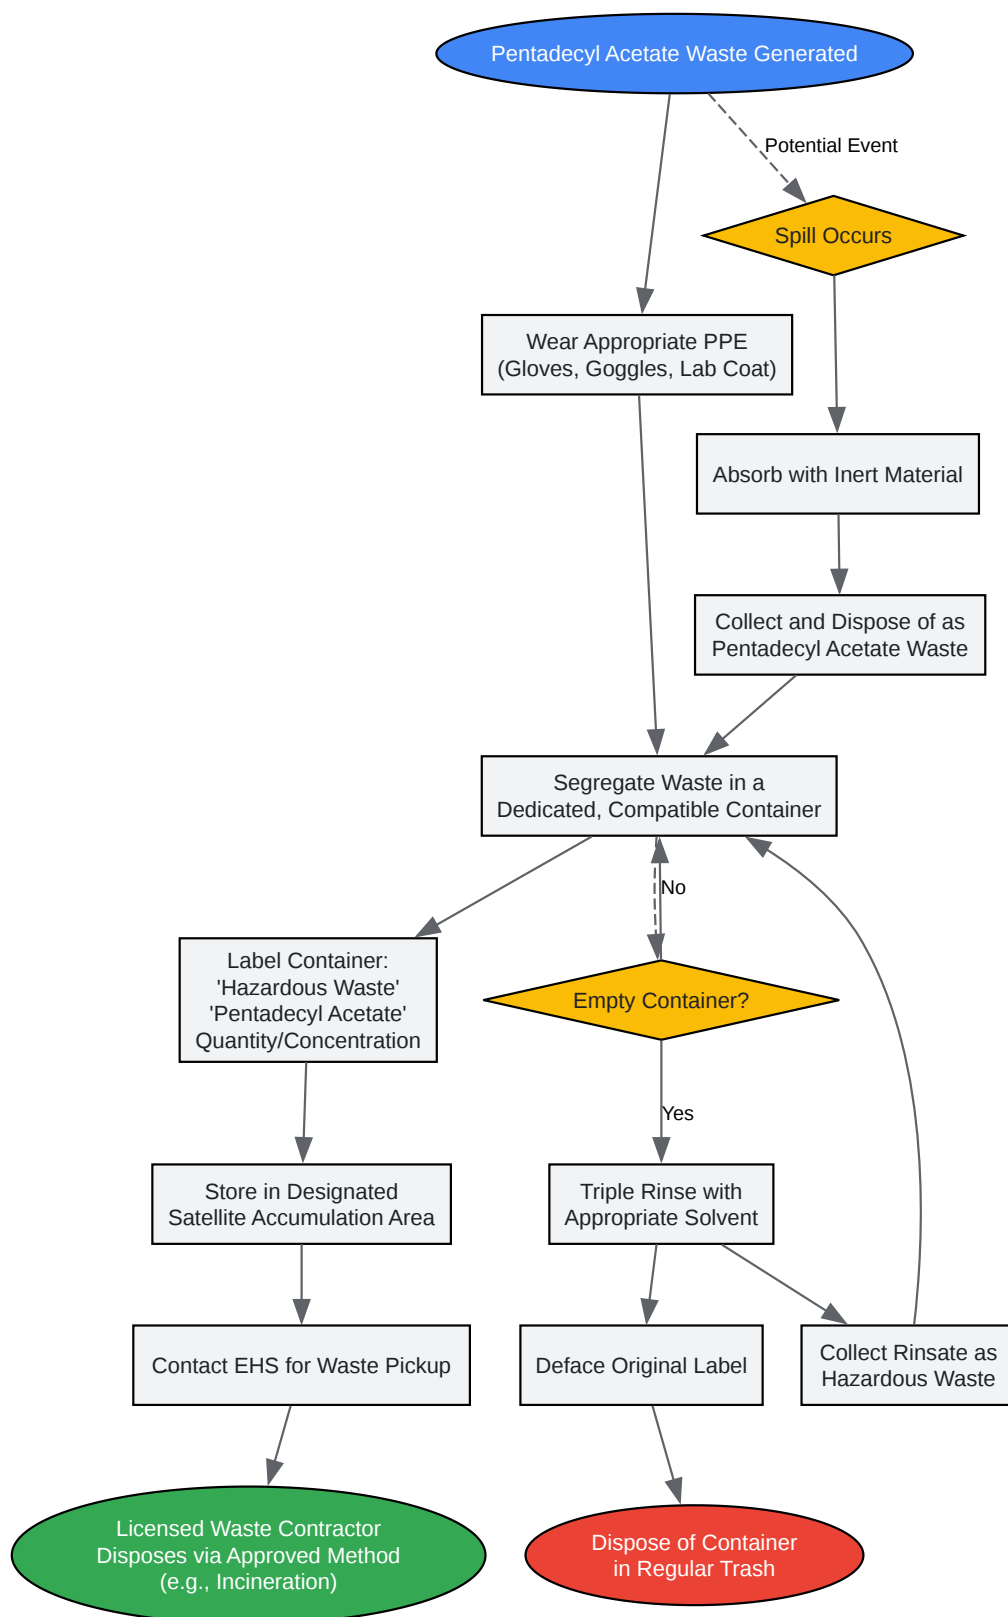 Pentadecyl Acetate Waste Generated
Potential Event
Spill Occurs
Wear Appropriate PPE
(Gloves, Goggles, Lab Coat)
Absorb with Inert Material
Collect and Dispose of as
Pentadecyl Acetate Waste
Segregate Waste in a
Dedicated, Compatible Container
No
Label Container:
'Hazardous Waste'
'Pentadecyl Acetate'
Quantity/Concentration
Empty Container?
Yes
Store in Designated
Satellite Accumulation Area
Triple Rinse with
Appropriate Solvent
Contact EHS for Waste Pickup
Deface Original Label
Collect Rinsate as
Hazardous Waste
Licensed Waste Contractor
Disposes via Approved Method
(e.g., Incineration)
Dispose of Container
in Regular Trash